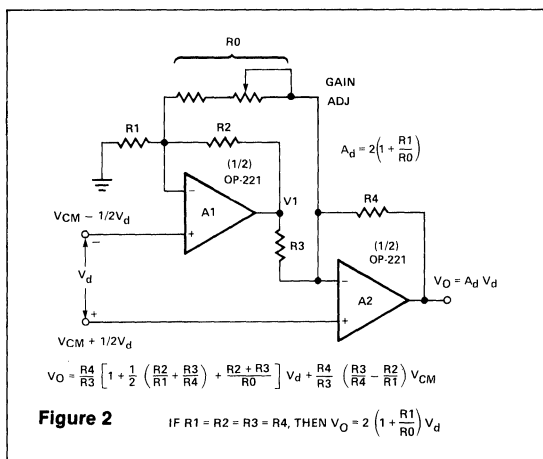 R0
GAIN
ADJ
R1
R2
A_d = 2(1 + R1/R0)
(1/2)
OP-221
−
+
A1
V1
V_CM − 1/2V_d
−
R3
R4
(1/2)
OP-221
V_d
−
+
A2
V_O = A_d V_d
+
V_CM + 1/2V_d
V_O = R4/R3 [1 + 1/2 (R2/R1 + R3/R4) + (R2 + R3)/R0] V_d + R4/R3 (R3/R4 − R2/R1) V_CM
Figure 2
IF R1 = R2 = R3 = R4, THEN V_O = 2 (1 + R1/R0) V_d